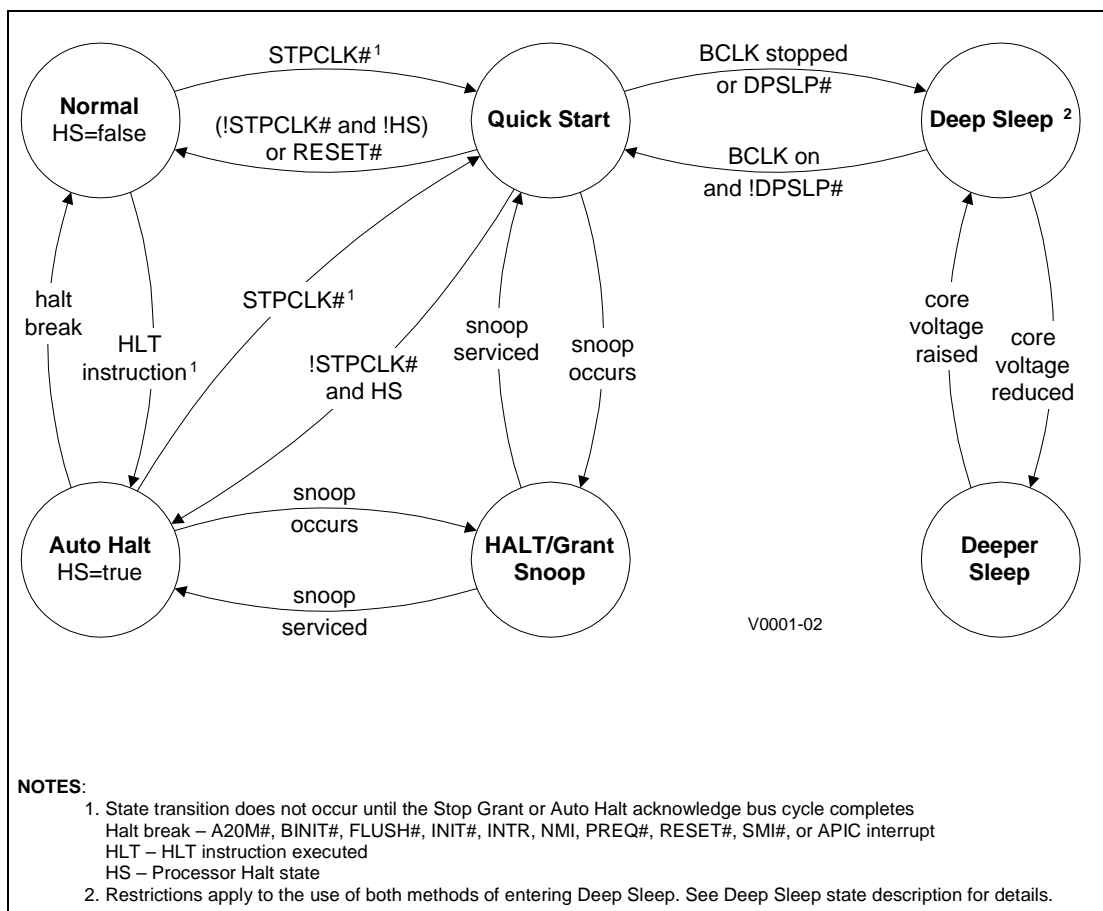 STPCLK#¹
BCLK stopped
or DPSLP#
Normal
HS=false
Quick Start
Deep Sleep ²
(!STPCLK# and !HS)
or RESET#
BCLK on
and !DPSLP#
halt
break
HLT
instruction¹
STPCLK#¹
!STPCLK#
and HS
snoop
serviced
snoop
occurs
core
voltage
raised
core
voltage
reduced
Auto Halt
HS=true
snoop
occurs
HALT/Grant
Snoop
snoop
serviced
Deeper
Sleep
V0001-02
NOTES:
1. State transition does not occur until the Stop Grant or Auto Halt acknowledge bus cycle completes
Halt break – A20M#, BINIT#, FLUSH#, INIT#, INTR, NMI, PREQ#, RESET#, SMI#, or APIC interrupt
HLT – HLT instruction executed
HS – Processor Halt state
2. Restrictions apply to the use of both methods of entering Deep Sleep. See Deep Sleep state description for details.